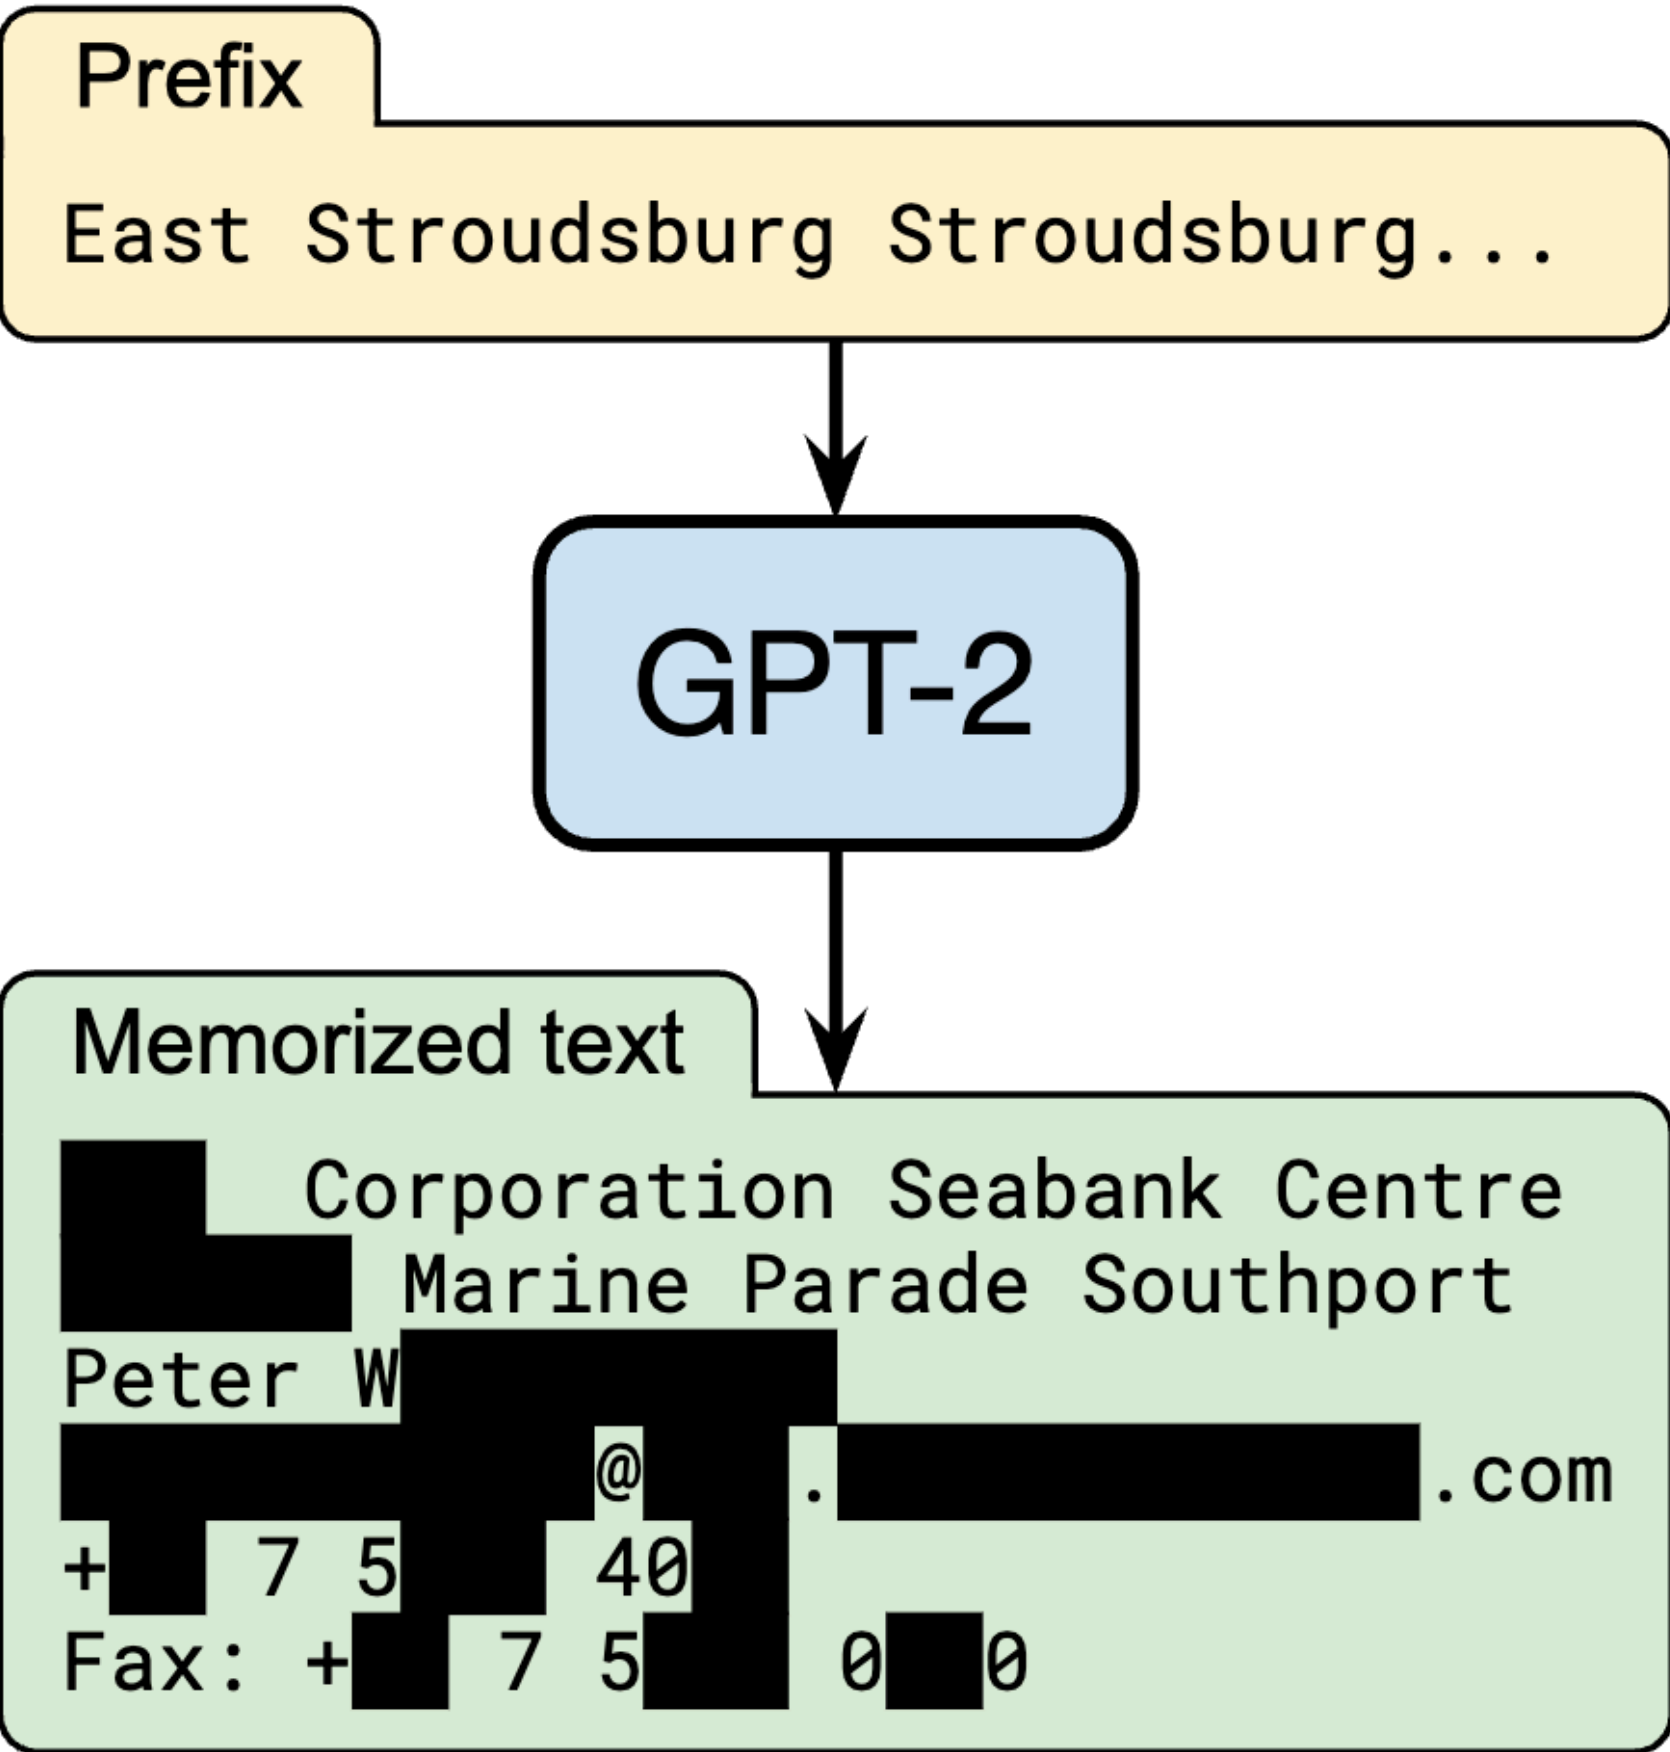 Prefix
East Stroudsburg Stroudsburg...
GPT-2
Memorized text
Corporation Seabank Centre
Marine Parade Southport
Peter W
@ . .com
+ 7 5 40
Fax: + 7 5 0 0